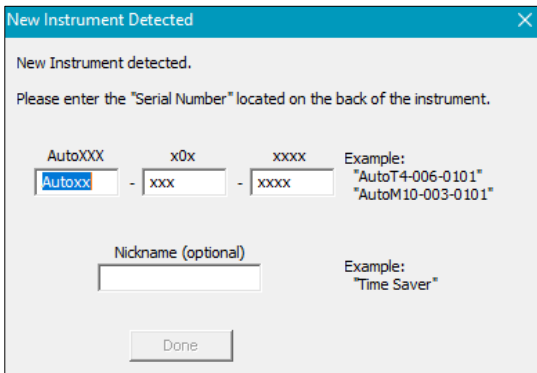 New Instrument Detected
New Instrument detected.
Please enter the "Serial Number" located on the back of the instrument.
AutoXXX x0x xxxx Example:
Autoxx - xxx - xxxx "AutoT4-006-0101"
"AutoM10-003-0101"
Nickname (optional)
Example:
"Time Saver"
Done